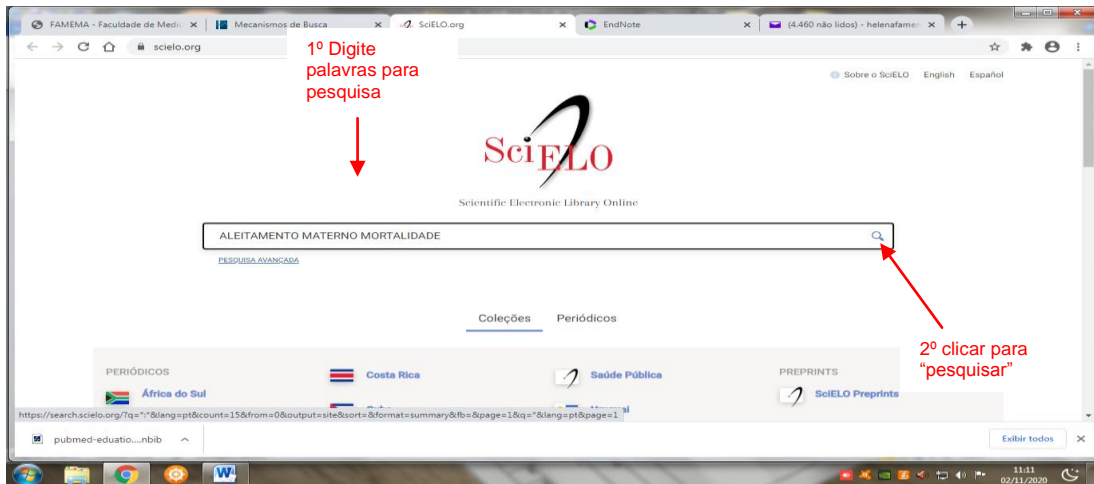 FAMEMA - Faculdade de Medic
Mecanismos de Busca
SciELO.org
EndNote
(4.460 não lidos) - helenafamer
scielo.org
1º Digite
palavras para
pesquisa
Sobre o SciELO English Español
SciELO
Scientific Electronic Library Online
ALEITAMENTO MATERNO MORTALIDADE
PESQUISA AVANÇADA
Coleções Periódicos
2º clicar para
“pesquisar”
PERIÓDICOS
África do Sul
Costa Rica
Saúde Pública
PREPRINTS
SciELO Preprints
https://search.scielo.org/?q=*:*&lang=pt&count=15&from=0&output=site&sort=&format=summary&fb=&page=1&q=*&lang=pt&page=1
pubmed-eduatio....nbib
Exibir todos
11:11
02/11/2020